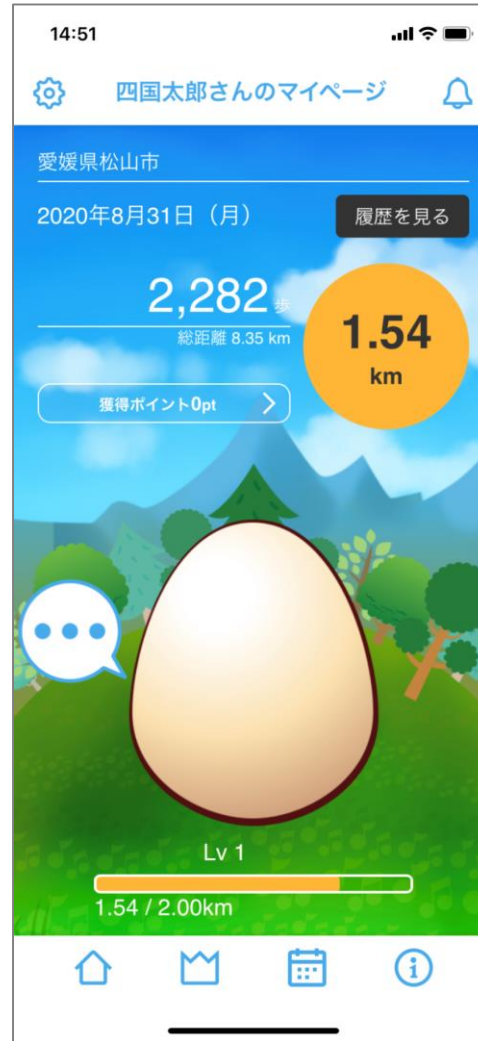 14:51
四国太郎さんのマイページ
愛媛県松山市
2020年8月31日（月）
履歴を見る
2,282歩
総距離 8.35 km
1.54
km
獲得ポイント0pt
Lv 1
1.54 / 2.00km